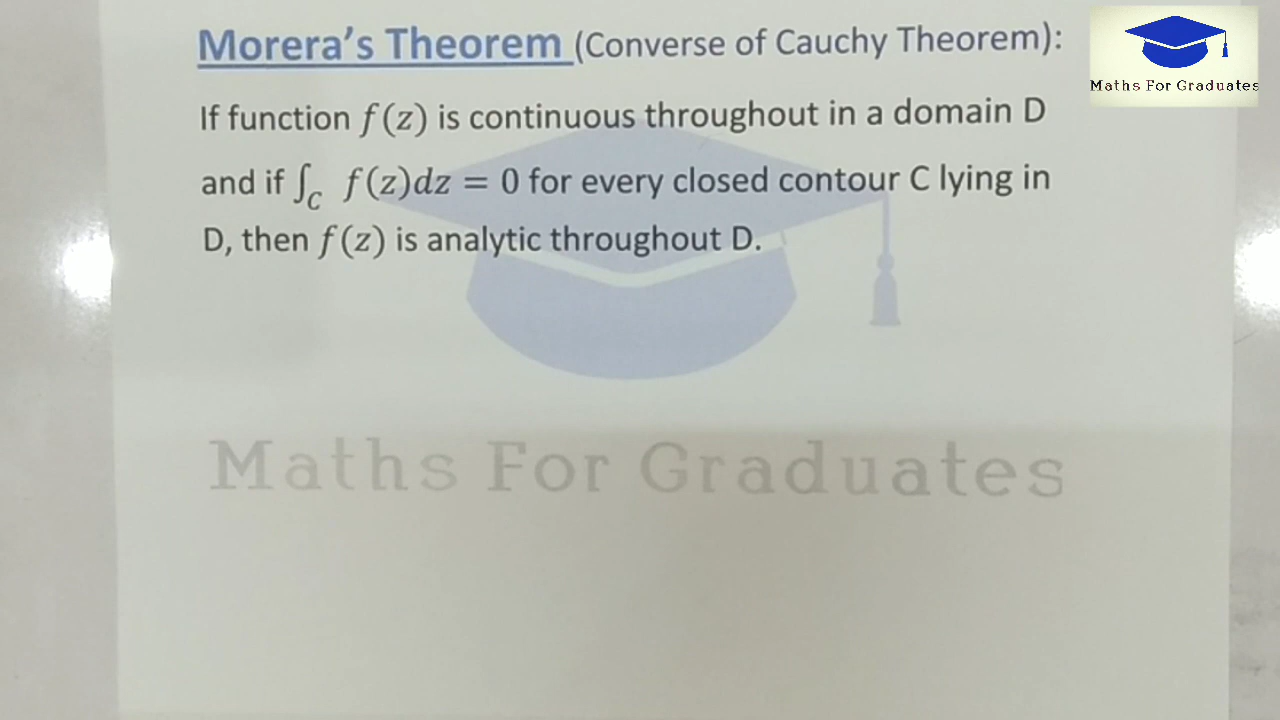 Morera's Theorem (Converse of Cauchy Theorem):
Maths For Graduates
If function f(z) is continuous throughout in a domain D
and if ∫_C f(z)dz = 0 for every closed contour C lying in
D, then f(z) is analytic throughout D.
Maths For Graduates